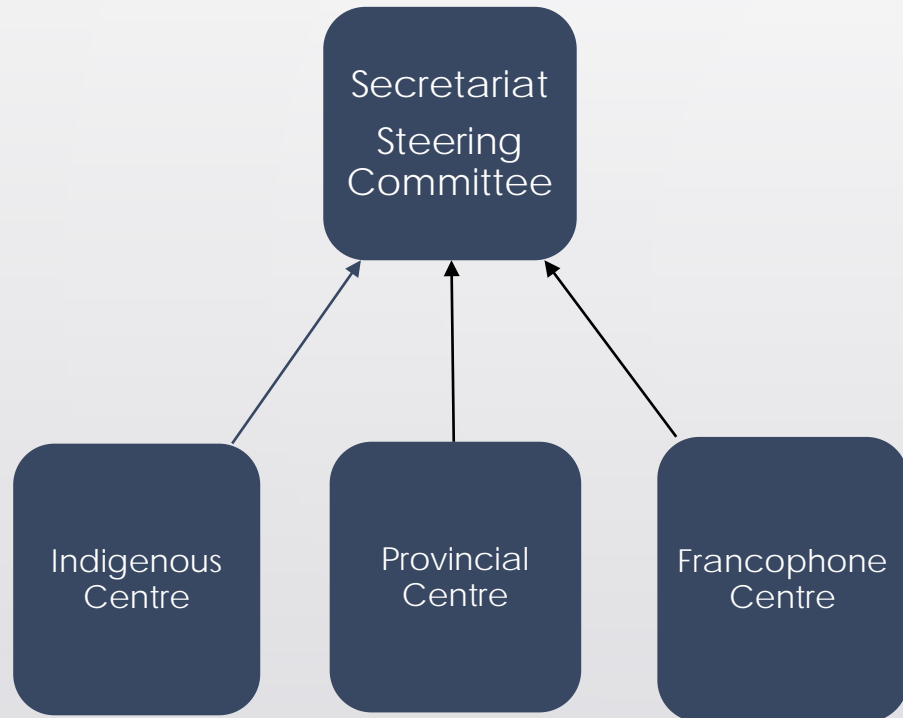 Secretariat
Steering
Committee
Indigenous
Centre
Provincial
Centre
Francophone
Centre